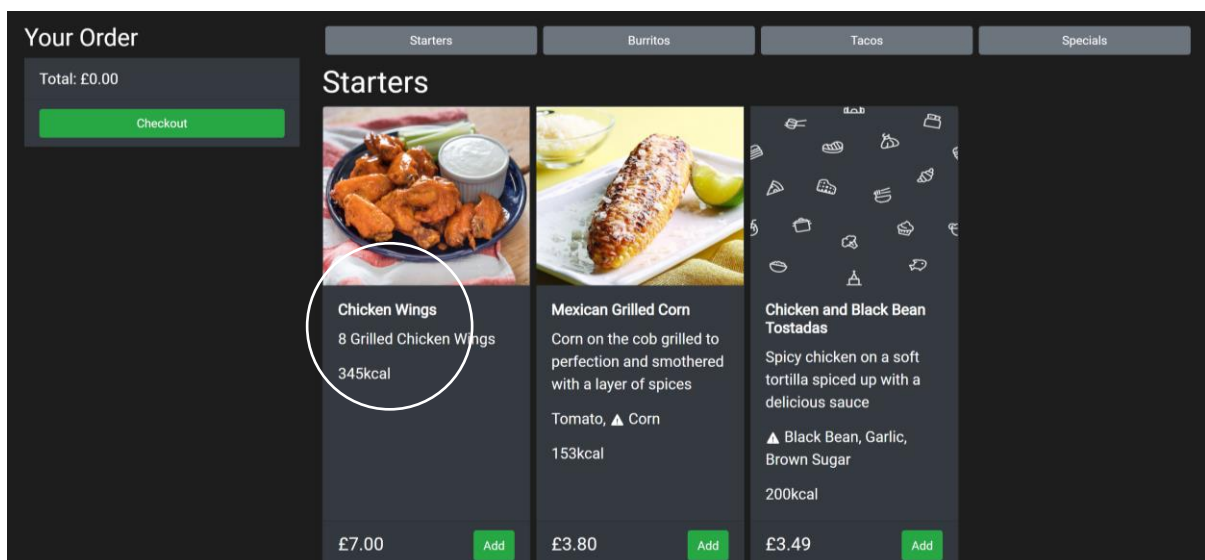 Your Order
Total: £0.00
Checkout
Starters
Burritos
Tacos
Specials
Starters
Chicken Wings
8 Grilled Chicken Wings
345kcal
£7.00
Add
Mexican Grilled Corn
Corn on the cob grilled to
perfection and smothered
with a layer of spices
Tomato, ⚠ Corn
153kcal
£3.80
Add
Chicken and Black Bean
Tostadas
Spicy chicken on a soft
tortilla spiced up with a
delicious sauce
⚠ Black Bean, Garlic,
Brown Sugar
200kcal
£3.49
Add